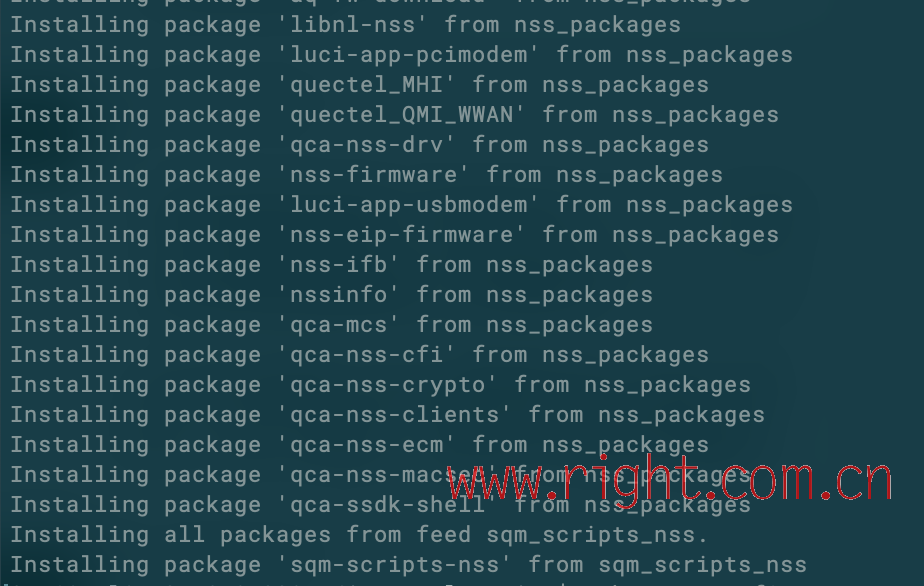 Installing package 'libnl-nss' from nss_packages
Installing package 'luci-app-pcimodem' from nss_packages
Installing package 'quectel_MHI' from nss_packages
Installing package 'quectel_QMI_WWAN' from nss_packages
Installing package 'qca-nss-drv' from nss_packages
Installing package 'nss-firmware' from nss_packages
Installing package 'luci-app-usbmodem' from nss_packages
Installing package 'nss-eip-firmware' from nss_packages
Installing package 'nss-ifb' from nss_packages
Installing package 'nssinfo' from nss_packages
Installing package 'qca-mcs' from nss_packages
Installing package 'qca-nss-cfi' from nss_packages
Installing package 'qca-nss-crypto' from nss_packages
Installing package 'qca-nss-clients' from nss_packages
Installing package 'qca-nss-ecm' from nss_packages
Installing package 'qca-nss-macsec' from nss_packages
www.right.com.cn
Installing package 'qca-ssdk-shell' from nss_packages
Installing all packages from feed sqm_scripts_nss.
Installing package 'sqm-scripts-nss' from sqm_scripts_nss